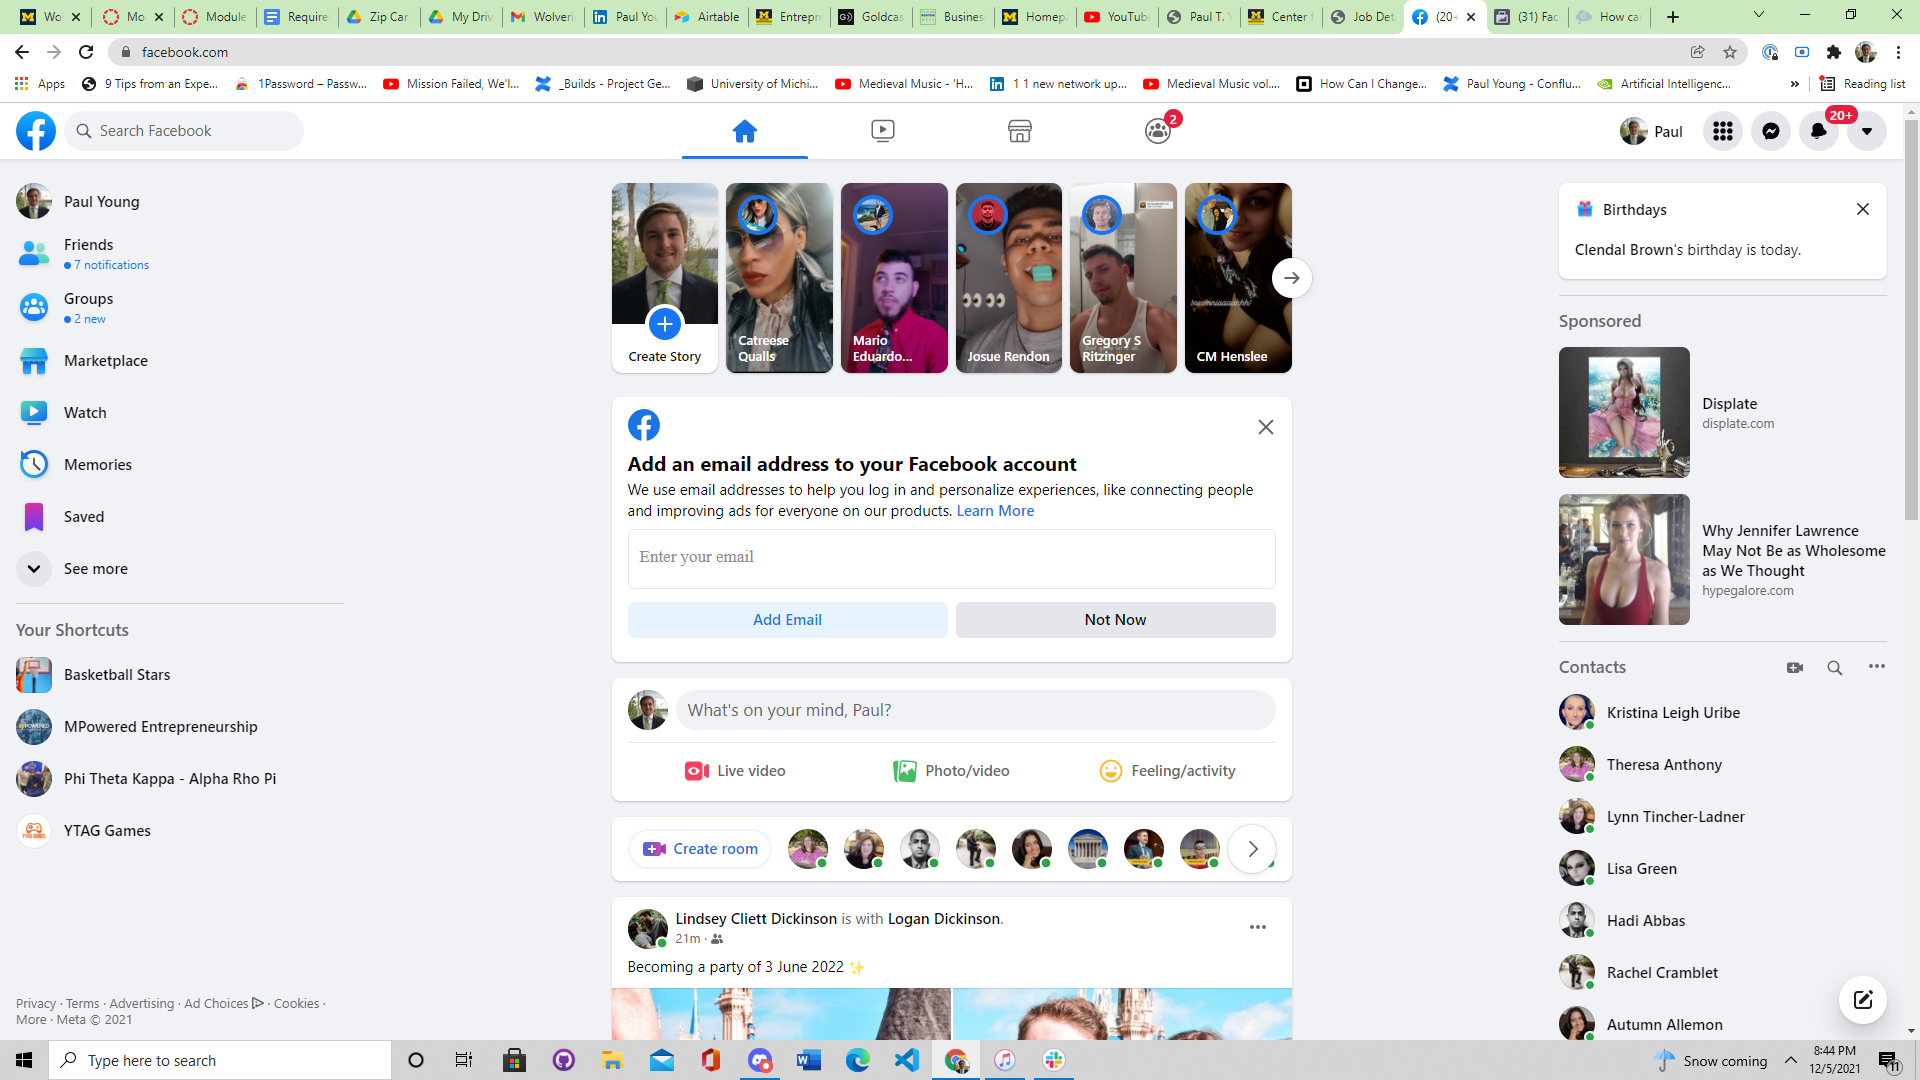 Wo
Mo
Module
Require
Zip Car
My Driv
Wolveri
Paul You
Airtable
Entrepre
Goldcas
Business
Homepa
YouTube
Paul T. Y
Center f
Job Det
(20+
(31) Fac
How ca
facebook.com
Apps
9 Tips from an Expe...
1Password – Passw...
Mission Failed, We'l...
_Builds - Project Ge...
University of Michi...
Medieval Music - 'H...
1 1 new network up...
Medieval Music vol....
How Can I Change...
Paul Young - Conflu...
Artificial Intelligenc...
»
Reading list
Search Facebook
2
Paul
20+
Paul Young
Friends
7 notifications
Groups
2 new
Marketplace
Watch
Memories
Saved
See more
Your Shortcuts
Basketball Stars
MPowered Entrepreneurship
Phi Theta Kappa - Alpha Rho Pi
YTAG Games
Privacy · Terms · Advertising · Ad Choices · Cookies ·
More · Meta © 2021
Create Story
Catreese
Qualls
Mario
Eduardo...
Josue Rendon
Gregory S
Ritzinger
Insomniaaaahh!
CM Henslee
Add an email address to your Facebook account
We use email addresses to help you log in and personalize experiences, like connecting people
and improving ads for everyone on our products. Learn More
Enter your email
Add Email
Not Now
What's on your mind, Paul?
Live video
Photo/video
Feeling/activity
Create room
Lindsey Cliett Dickinson is with Logan Dickinson.
21m ·
Becoming a party of 3 June 2022 ✨
Birthdays
Clendal Brown's birthday is today.
Sponsored
Displate
displate.com
Why Jennifer Lawrence
May Not Be as Wholesome
as We Thought
hypegalore.com
Contacts
Kristina Leigh Uribe
Theresa Anthony
Lynn Tincher-Ladner
Lisa Green
Hadi Abbas
Rachel Cramblet
Autumn Allemon
Type here to search
Snow coming
8:44 PM
12/5/2021
11